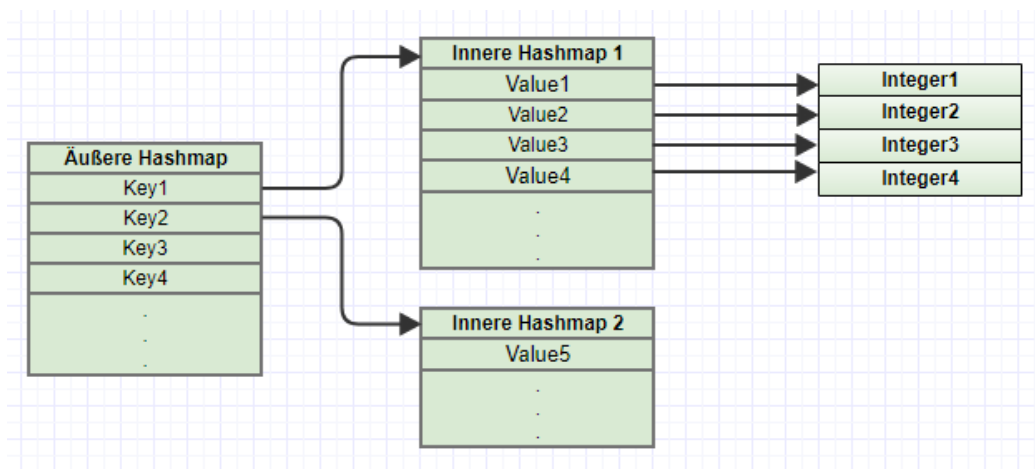 Äußere Hashmap
Key1
Key2
Key3
Key4
.
.
.
Innere Hashmap 1
Value1
Value2
Value3
Value4
.
.
.
Innere Hashmap 2
Value5
.
.
.
Integer1
Integer2
Integer3
Integer4